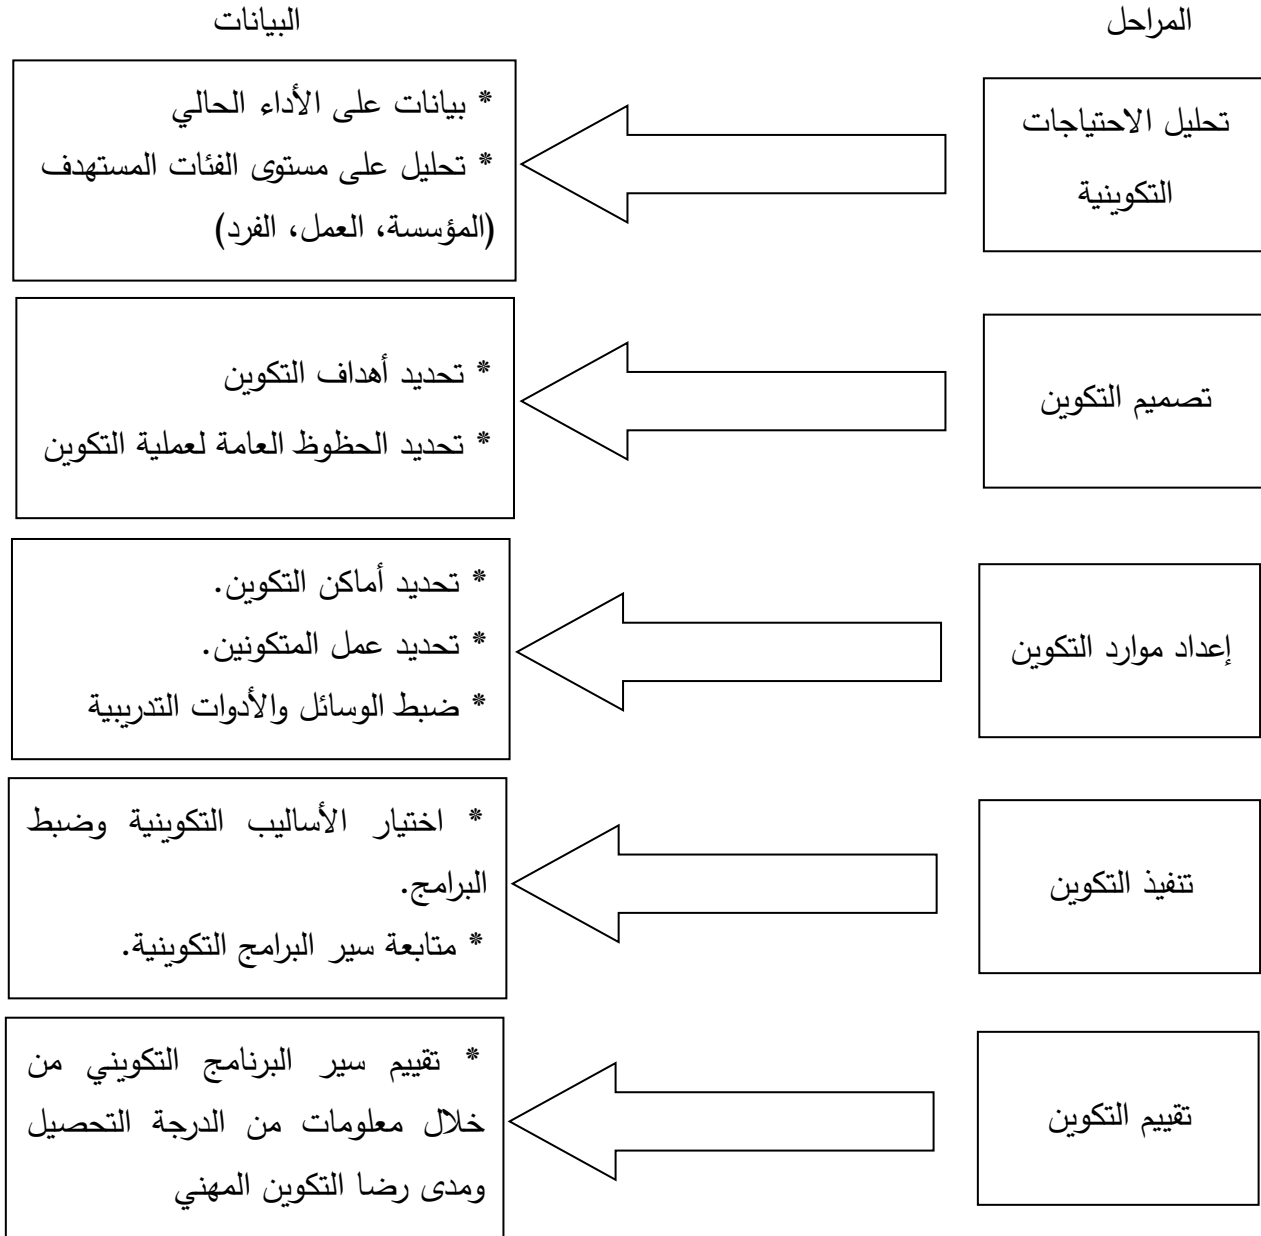 المراحل
البيانات
تحليل الاحتياجات
التكوينية
* بيانات على الأداء الحالي
* تحليل على مستوى الفئات المستهدف
(المؤسسة، العمل، الفرد)
تصميم التكوين
* تحديد أهداف التكوين
* تحديد الحظوظ العامة لعملية التكوين
إعداد موارد التكوين
* تحديد أماكن التكوين.
* تحديد عمل المتكونين.
* ضبط الوسائل والأدوات التدريبية
تنفيذ التكوين
* اختيار الأساليب التكوينية وضبط
البرامج.
* متابعة سير البرامج التكوينية.
تقييم التكوين
* تقييم سير البرنامج التكويني من
خلال معلومات من الدرجة التحصيل
ومدى رضا التكوين المهني